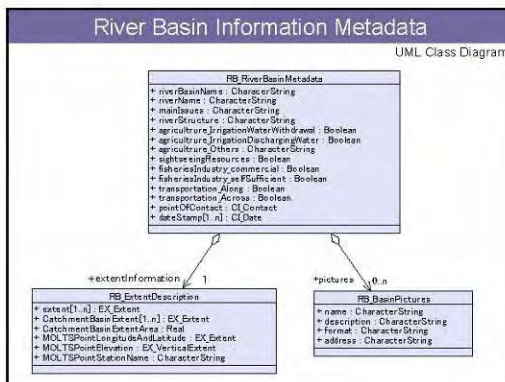 River Basin Information Metadata
UML Class Diagram
RB_RiverBasinMetadata
+ riverBasinName : CharacerString
+ riverName : CharacterString
+ mainIssues : CharacterString
+ riverStructure : CharacterString
+ agriculture_IrrigationWaterWithdrawal : Boolean
+ agricultrure_IrrigationDischargingWater : Boolean
+ agriculture_Others : CharacterString
+ sightseeingResources : Boolean
+ fisheriesIndustry_commercial : Boolean
+ fisheriesIndustry_selfSufficient : Boolean
+ transportation_Along : Boolean
+ transportation_Across : Boolean
+ pointOfContact : CI_Contact
+ dateStamp[1..n] : CI_Date
+extentInformation 1
+pictures 0..n
RB_ExtentDescription
+ extent[1..n] : EX_Extent
+ CatchmentBasinExtent[1..n] : EX_Extent
+ CatchmentBasinExtentArea : Real
+ MOLTSPointLongitudeAndLatitude : EX_Extent
+ MOLTSPointElevation : EX_VerticalExtent
+ MOLTSPointStationName : CharacterString
RB_BasinPictures
+ name : CharacterString
+ description : CharacterString
+ format : CharacterString
+ address : CharacterString